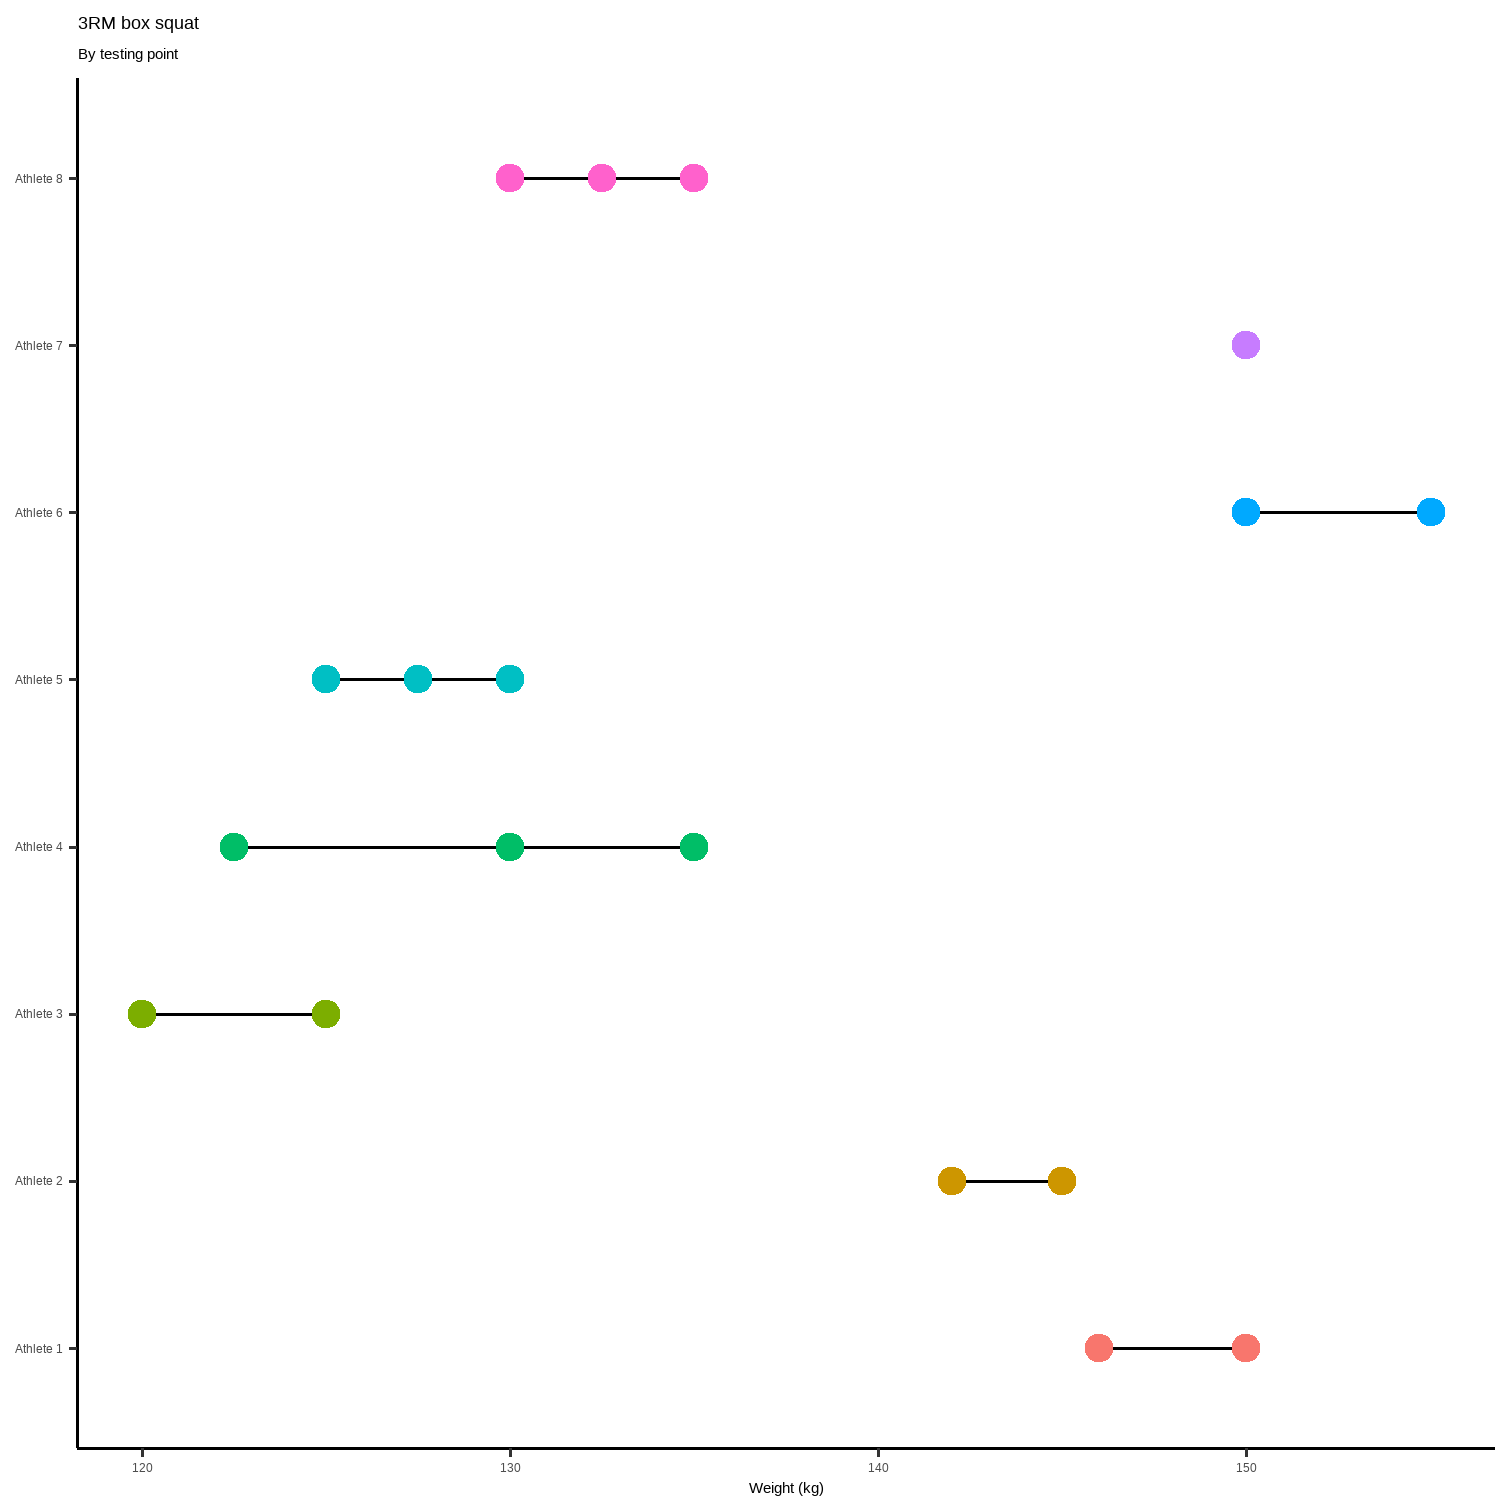 3RM box squat
By testing point
Athlete 8
Athlete 7
Athlete 6
Athlete 5
Athlete 4
Athlete 3
Athlete 2
Athlete 1
120 130 140 150
Weight (kg)